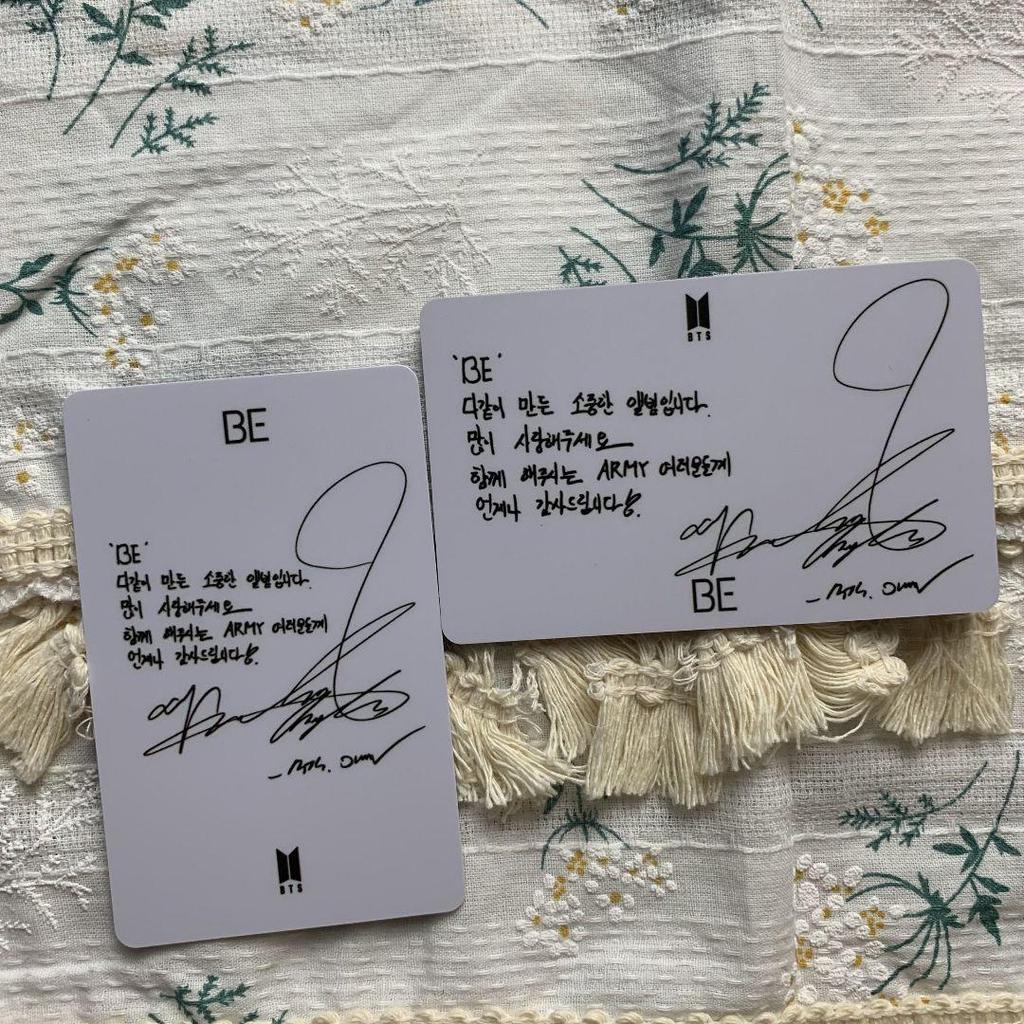 BE
'BE'
다같이 만든 소중한 앨범입니다.
많이 사랑해주세요
함께 해주시는 ARMY 여러분들께
언제나 감사드립니다.
BTS
BTS
'BE'
다같이 만든 소중한 앨범입니다.
많이 사랑해주세요
함께 해주시는 ARMY 여러분들께
언제나 감사드립니다.
BE